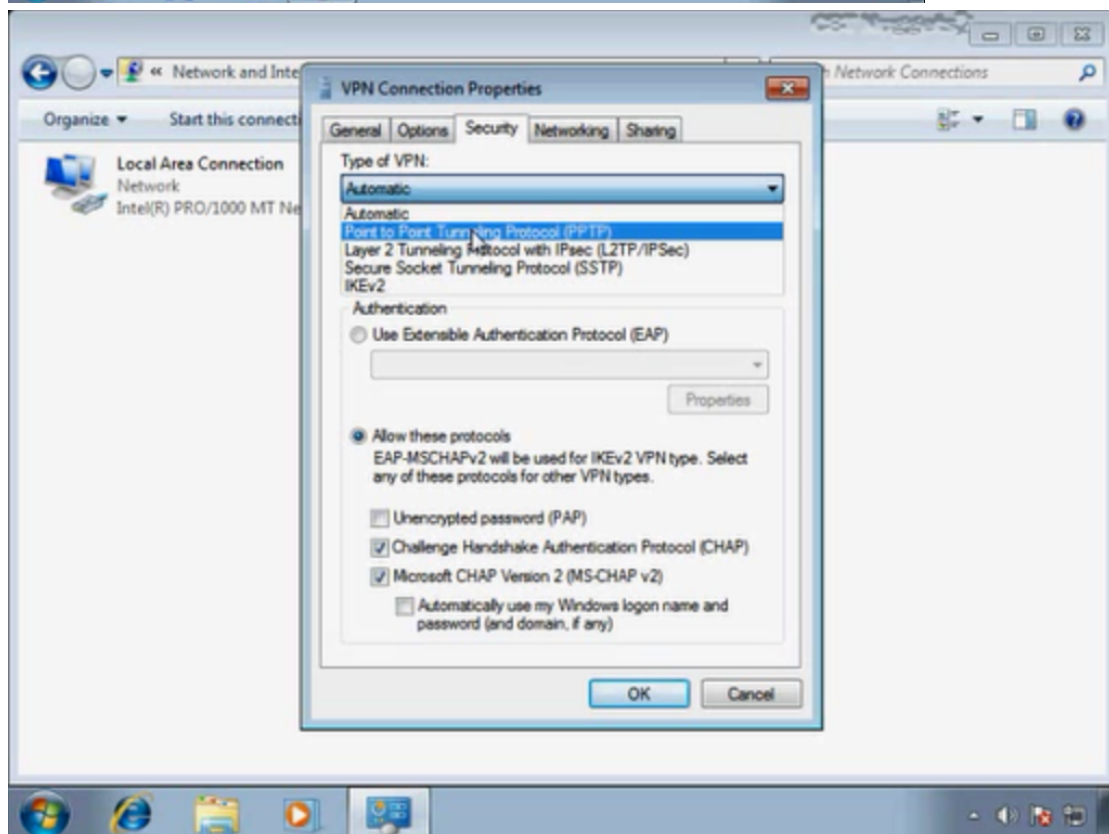 « Network and Inte
Network Connections
Organize
Start this connecti
Local Area Connection
Network
Intel(R) PRO/1000 MT Ne
VPN Connection Properties
General Options Security Networking Sharing
Type of VPN:
Automatic
Automatic
Point to Point Tunneling Protocol (PPTP)
Layer 2 Tunneling Protocol with IPsec (L2TP/IPSec)
Secure Socket Tunneling Protocol (SSTP)
IKEv2
Authentication
Use Extensible Authentication Protocol (EAP)
Properties
Allow these protocols
EAP-MSCHAPv2 will be used for IKEv2 VPN type. Select
any of these protocols for other VPN types.
Unencrypted password (PAP)
Challenge Handshake Authentication Protocol (CHAP)
Microsoft CHAP Version 2 (MS-CHAP v2)
Automatically use my Windows logon name and
password (and domain, if any)
OK Cancel